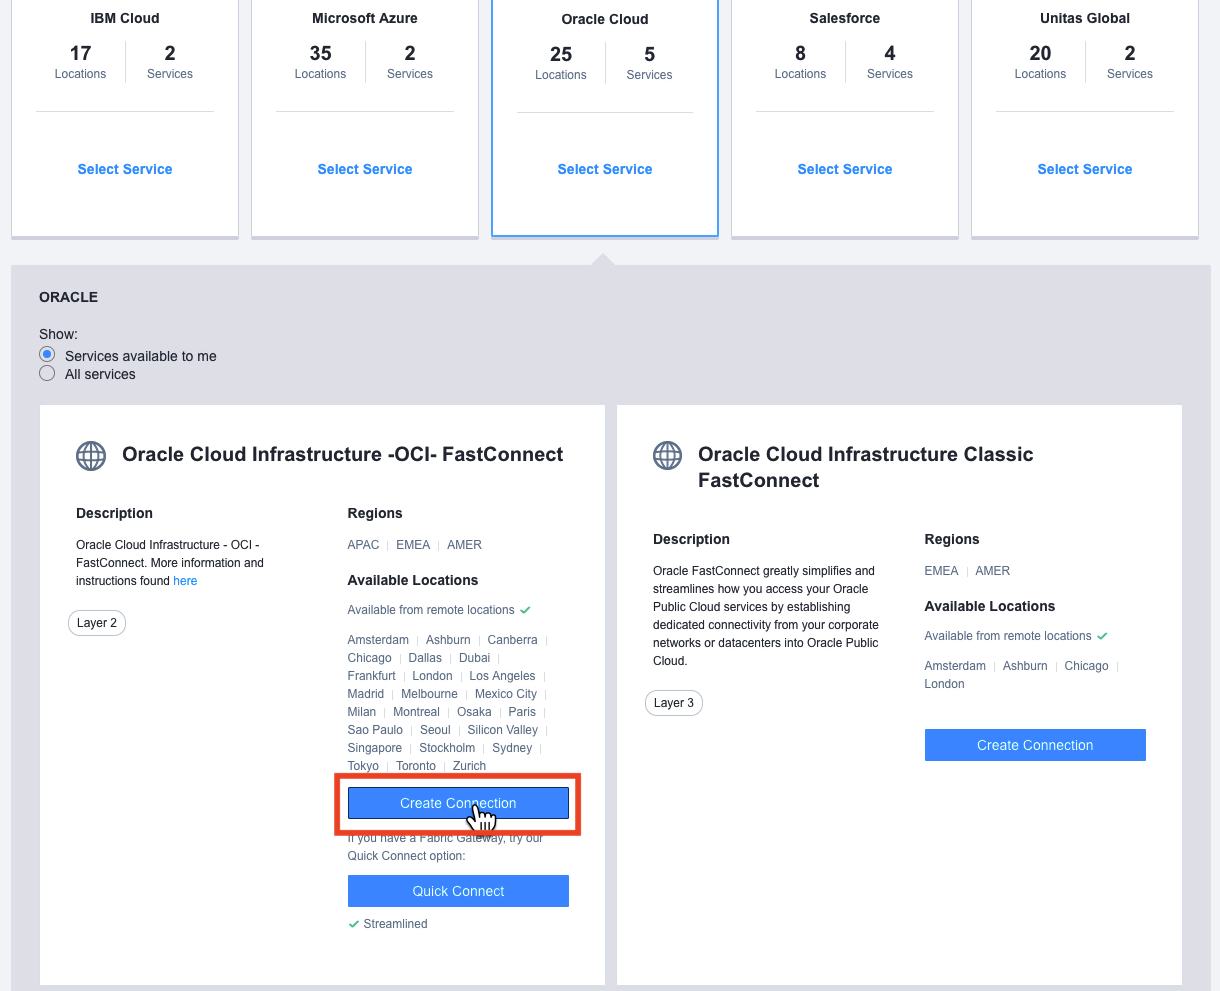 IBM Cloud
17 2
Locations Services
Select Service
Microsoft Azure
35 2
Locations Services
Select Service
Oracle Cloud
25 5
Locations Services
Select Service
Salesforce
8 4
Locations Services
Select Service
Unitas Global
20 2
Locations Services
Select Service
ORACLE
Show:
Services available to me
All services
Oracle Cloud Infrastructure -OCI- FastConnect
Description
Oracle Cloud Infrastructure - OCI -
FastConnect. More information and
instructions found here
Layer 2
Regions
APAC | EMEA | AMER
Available Locations
Available from remote locations
Amsterdam | Ashburn | Canberra |
Chicago | Dallas | Dubai |
Frankfurt | London | Los Angeles |
Madrid | Melbourne | Mexico City |
Milan | Montreal | Osaka | Paris |
Sao Paulo | Seoul | Silicon Valley |
Singapore | Stockholm | Sydney |
Tokyo | Toronto | Zurich
Create Connection
If you have a Fabric Gateway, try our
Quick Connect option:
Quick Connect
Streamlined
Oracle Cloud Infrastructure Classic
FastConnect
Description
Oracle FastConnect greatly simplifies and
streamlines how you access your Oracle
Public Cloud services by establishing
dedicated connectivity from your corporate
networks or datacenters into Oracle Public
Cloud.
Layer 3
Regions
EMEA | AMER
Available Locations
Available from remote locations
Amsterdam | Ashburn | Chicago |
London
Create Connection